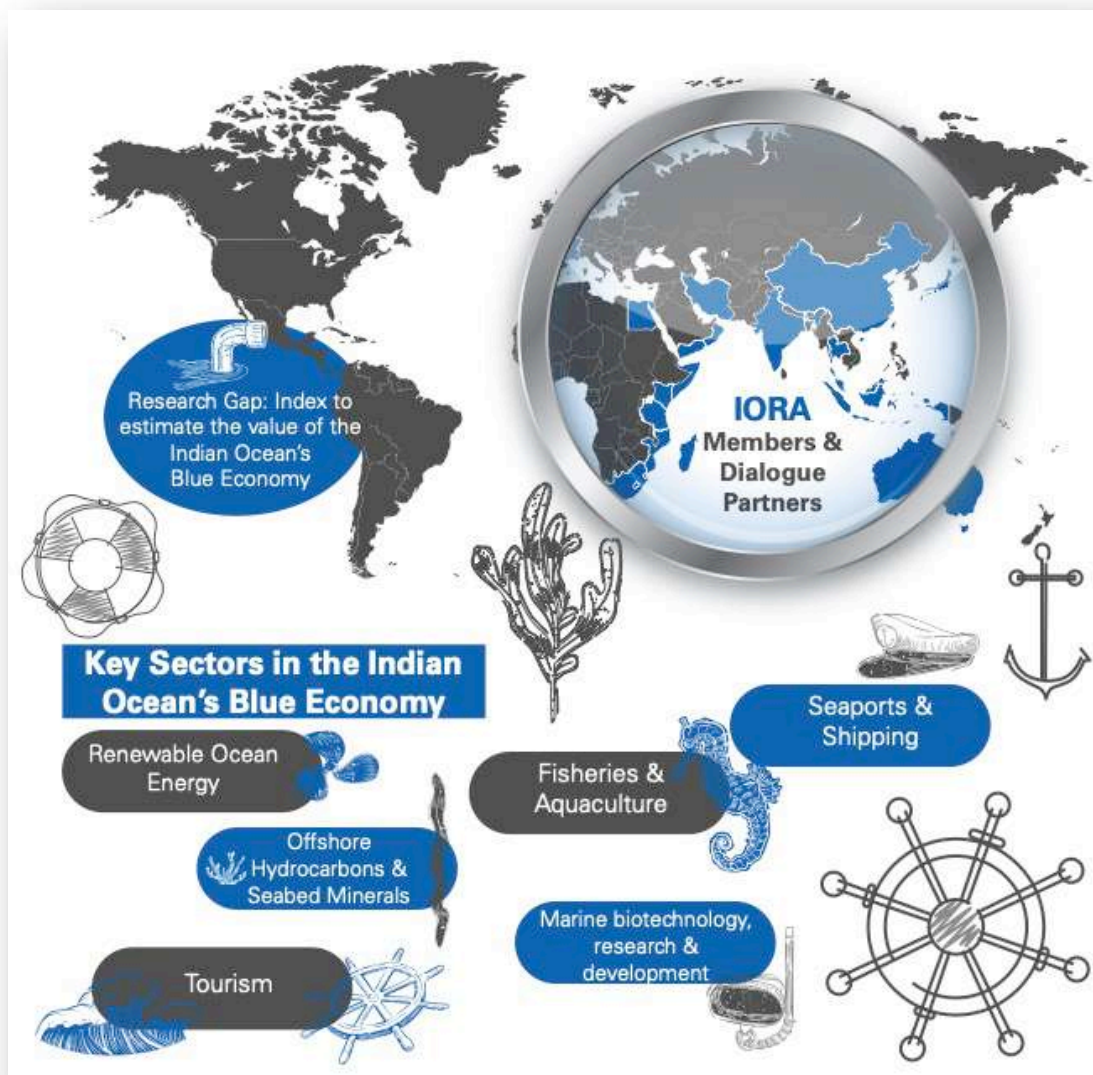 Research Gap: Index to
estimate the value of the
Indian Ocean's
Blue Economy
IORA
Members &
Dialogue
Partners
Key Sectors in the Indian
Ocean's Blue Economy
Renewable Ocean
Energy
Offshore
Hydrocarbons &
Seabed Minerals
Tourism
Fisheries &
Aquaculture
Seaports &
Shipping
Marine biotechnology,
research &
development